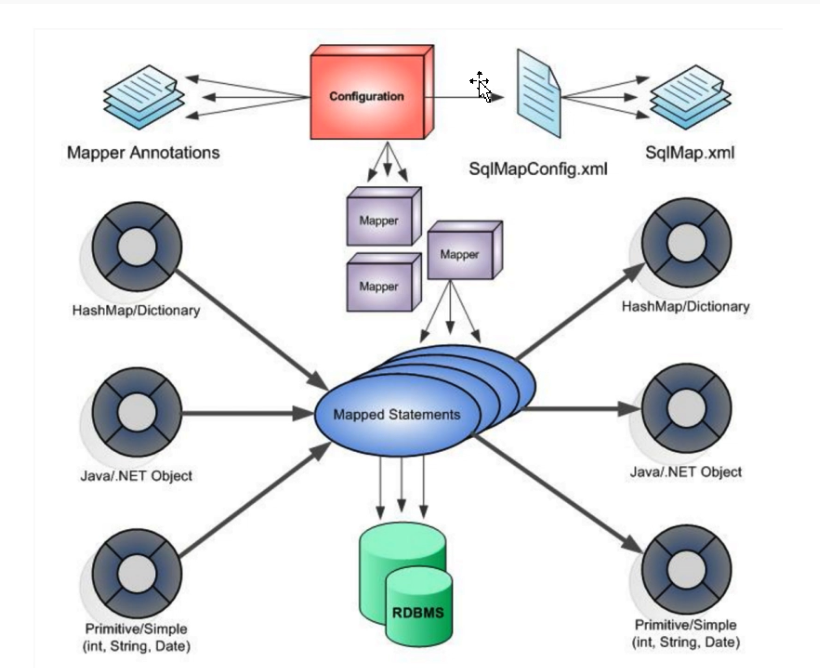 Configuration
Mapper Annotations
SqlMapConfig.xml
SqlMap.xml
Mapper
Mapper
Mapper
HashMap/Dictionary
HashMap/Dictionary
Mapped Statements
Java/.NET Object
Java/.NET Object
RDBMS
Primitive/Simple
(int, String, Date)
Primitive/Simple
(int, String, Date)